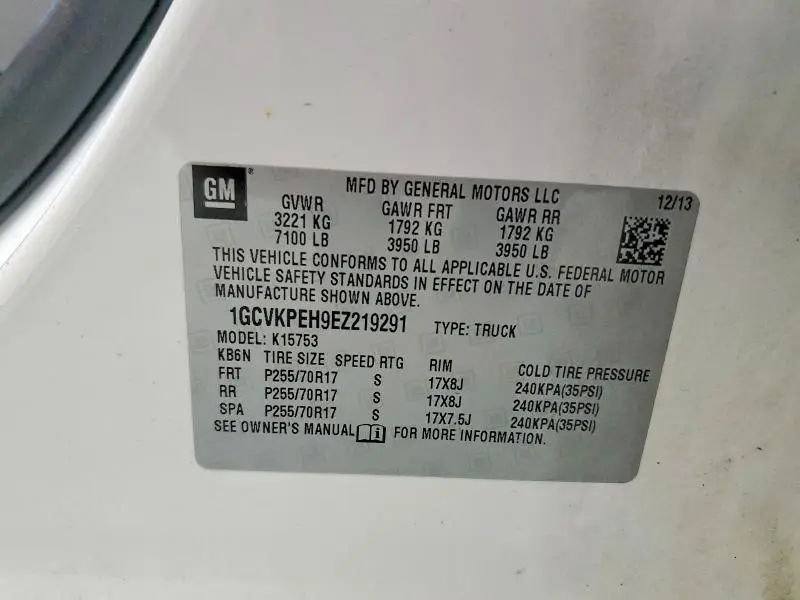 GM
MFD BY GENERAL MOTORS LLC
12/13
GVWR GAWR FRT GAWR RR
3221 KG 1792 KG 1792 KG
7100 LB 3950 LB 3950 LB
THIS VEHICLE CONFORMS TO ALL APPLICABLE U.S. FEDERAL MOTOR
VEHICLE SAFETY STANDARDS IN EFFECT ON THE DATE OF
MANUFACTURE SHOWN ABOVE.
1GCVKPEH9EZ219291 TYPE: TRUCK
MODEL: K15753
KB6N TIRE SIZE SPEED RTG RIM COLD TIRE PRESSURE
FRT P255/70R17 S 17X8J 240KPA(35PSI)
RR P255/70R17 S 17X8J 240KPA(35PSI)
SPA P255/70R17 S 17X7.5J 240KPA(35PSI)
SEE OWNER'S MANUAL FOR MORE INFORMATION.